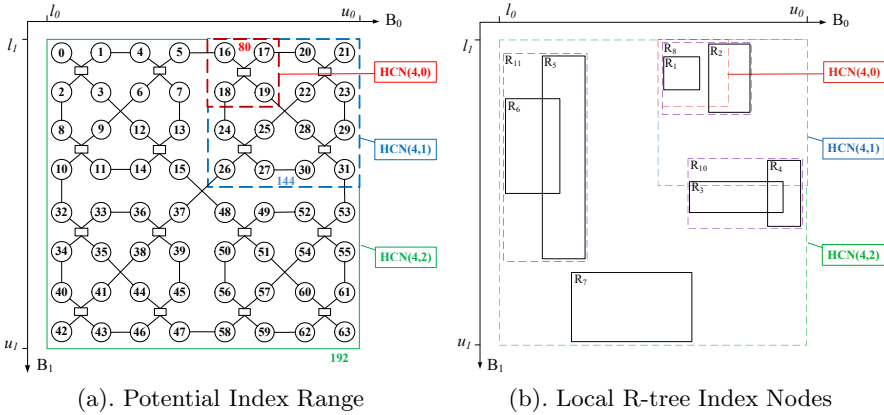 l0 u0 B0
l1
0 1 4 5 16 80 17 20 21
HCN(4,0)
2 3 6 7 18 19 22 23
8 9 12 13 24 25 28 29
HCN(4,1)
10 11 14 15 26 27 30 31
144
32 33 36 37 48 49 52 53
34 35 38 39 50 51 54 55
HCN(4,2)
40 41 44 45 56 57 60 61
42 43 46 47 58 59 62 63
u1
192
B1
(a). Potential Index Range
l0 u0 B0
l1
R11 R5 R8 R2
R1
HCN(4,0)
R6
HCN(4,1)
R10 R4
R3
HCN(4,2)
R7
u1
B1
(b). Local R-tree Index Nodes